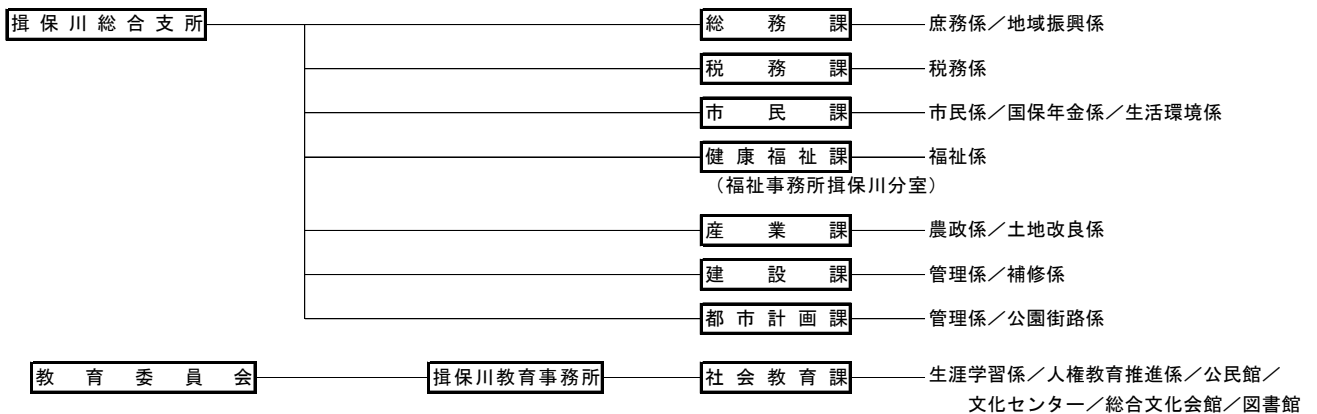 揖保川総合支所 総務課 庶務係／地域振興係
税務課 税務係
市民課 市民係／国保年金係／生活環境係
健康福祉課 福祉係
（福祉事務所揖保川分室）
産業課 農政係／土地改良係
建設課 管理係／補修係
都市計画課 管理係／公園街路係
教育委員会 揖保川教育事務所 社会教育課 生涯学習係／人権教育推進係／公民館／
文化センター／総合文化会館／図書館